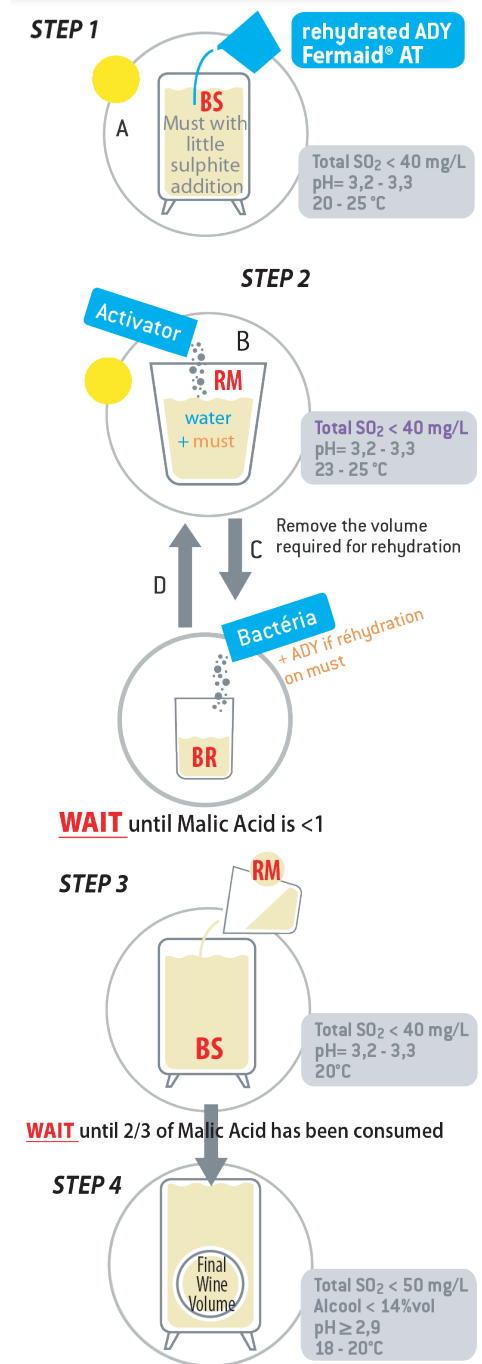 STEP 1
rehydrated ADY
Fermaid® AT
A
BS
Must with
little
sulphite
addition
Total SO2 < 40 mg/L
pH= 3,2 - 3,3
20 - 25 °C
STEP 2
Activator
B
RM
water
+ must
Total SO2 < 40 mg/L
pH= 3,2 - 3,3
23 - 25 °C
Remove the volume
C required for rehydration
D
Bactéria
+ ADY if réhydration
on must
BR
WAIT until Malic Acid is <1
STEP 3
RM
BS
Total SO2 < 40 mg/L
pH= 3,2 - 3,3
20°C
WAIT until 2/3 of Malic Acid has been consumed
STEP 4
Final
Wine
Volume
Total SO2 < 50 mg/L
Alcool < 14%vol
pH ≥ 2,9
18 - 20°C